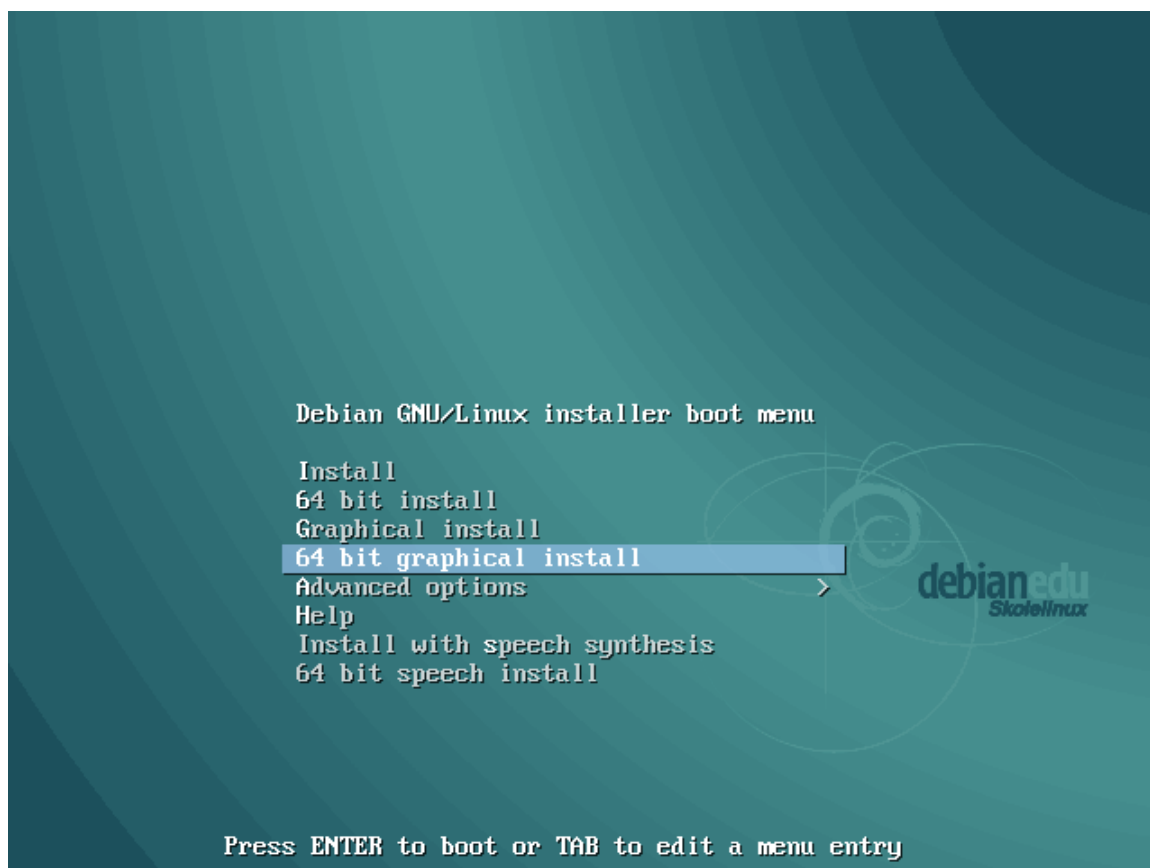 Debian GNU/Linux installer boot menu
Install
64 bit install
Graphical install
64 bit graphical install
Advanced options >
Help
Install with speech synthesis
64 bit speech install
debianedu
Skolelinux
Press ENTER to boot or TAB to edit a menu entry